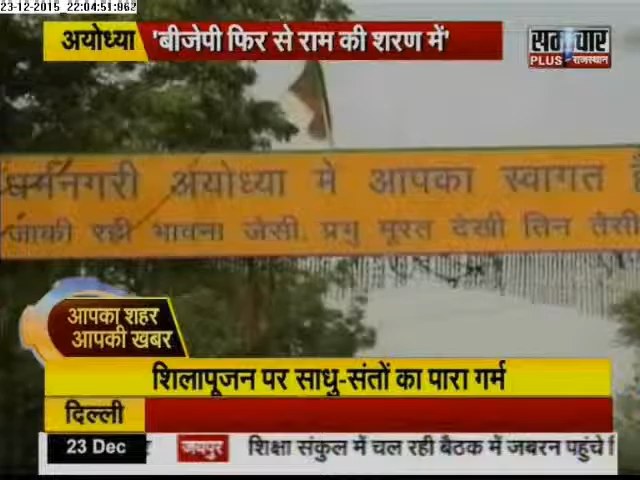 23-12-2015 22:04:51:862
अयोध्या 'बीजेपी फिर से राम की शरण में'
समाचार
PLUS राजस्थान
धर्मनगरी अयोध्या मे आपका स्वागत है
जाकी रही भावना जेसी, प्रभु मूरत देखी तिन तेसी
आपका शहर
आपकी खबर
शिलापूजन पर साधु-संतों का पारा गर्म
दिल्ली
23 Dec जयपुर शिक्षा संकुल में चल रही बैठक में जबरन पहुंचे